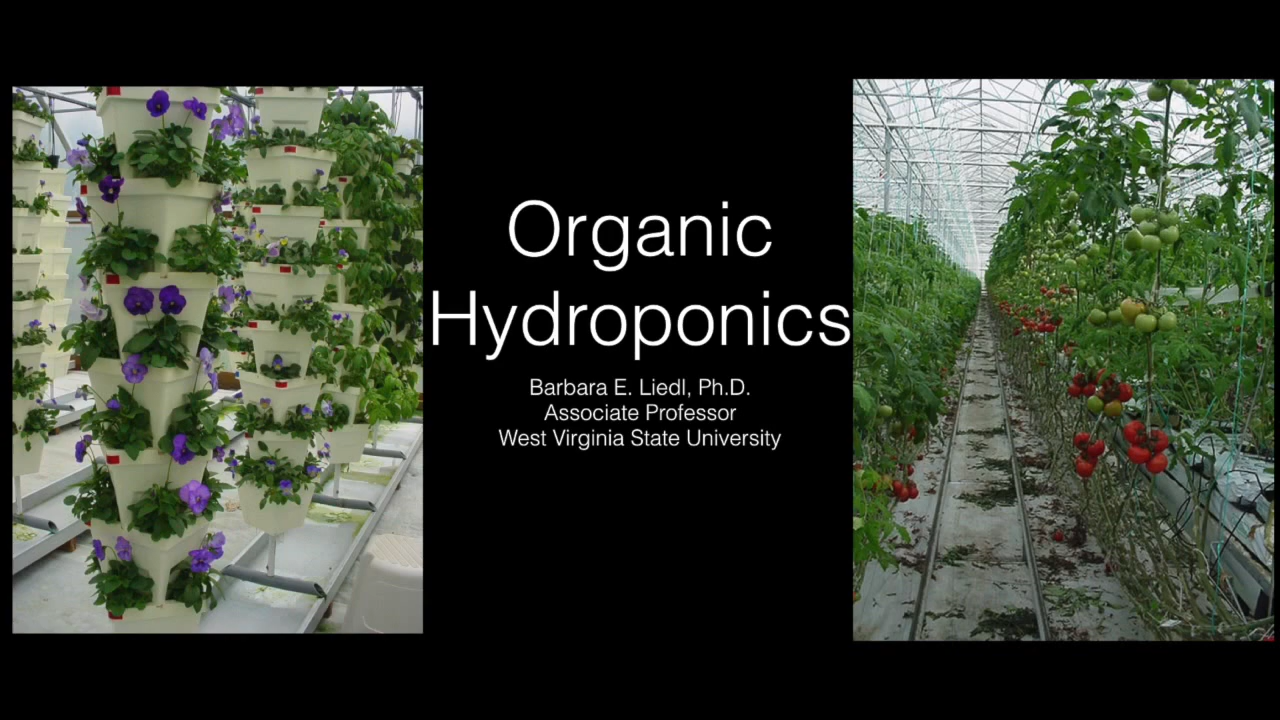 Organic
Hydroponics
Barbara E. Liedl, Ph.D.
Associate Professor
West Virginia State University